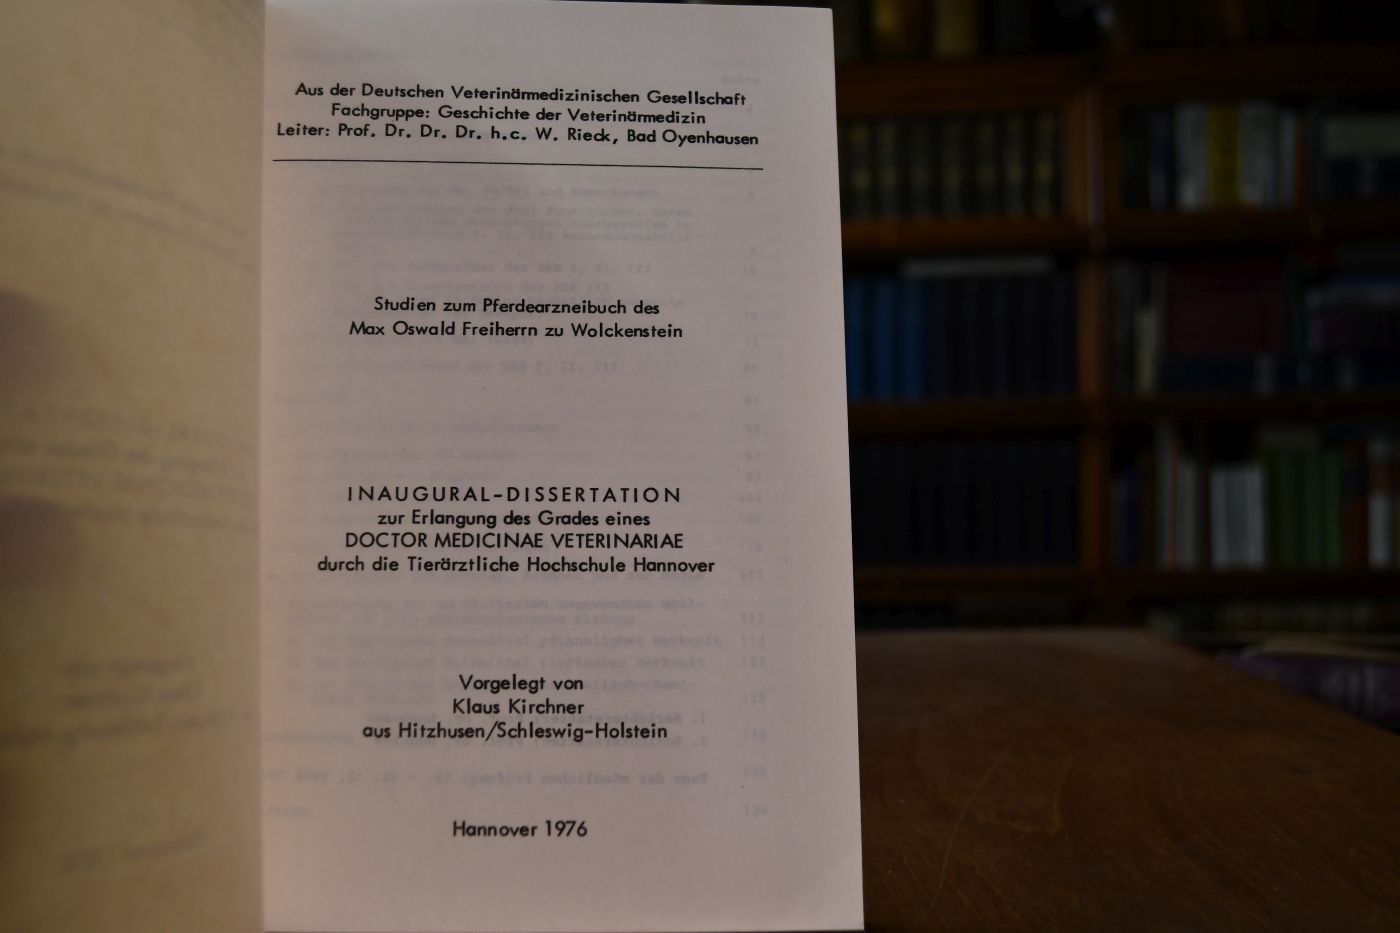 Aus der Deutschen Veterinärmedizinischen Gesellschaft
Fachgruppe: Geschichte der Veterinärmedizin
Leiter: Prof. Dr. Dr. Dr. h.c. W. Rieck, Bad Oyenhausen
Studien zum Pferdearzneibuch des
Max Oswald Freiherrn zu Wolckenstein
INAUGURAL-DISSERTATION
zur Erlangung des Grades eines
DOCTOR MEDICINAE VETERINARIAE
durch die Tierärztliche Hochschule Hannover
Vorgelegt von
Klaus Kirchner
aus Hitzhusen/Schleswig-Holstein
Hannover 1976